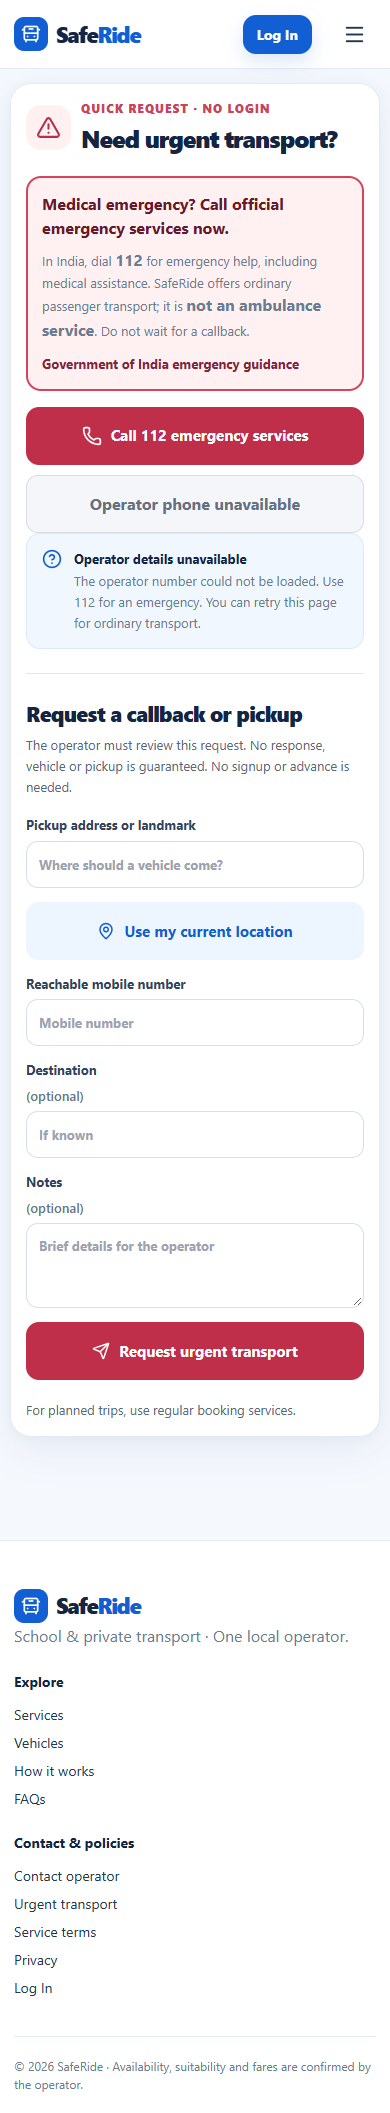 SafeRide
Log In
QUICK REQUEST · NO LOGIN
Need urgent transport?
Medical emergency? Call official
emergency services now.
In India, dial 112 for emergency help, including
medical assistance. SafeRide offers ordinary
passenger transport; it is not an ambulance
service. Do not wait for a callback.
Government of India emergency guidance
Call 112 emergency services
Operator phone unavailable
Operator details unavailable
The operator number could not be loaded. Use
112 for an emergency. You can retry this page
for ordinary transport.
Request a callback or pickup
The operator must review this request. No response,
vehicle or pickup is guaranteed. No signup or advance is
needed.
Pickup address or landmark
Where should a vehicle come?
Use my current location
Reachable mobile number
Mobile number
Destination
(optional)
If known
Notes
(optional)
Brief details for the operator
Request urgent transport
For planned trips, use regular booking services.
SafeRide
School & private transport · One local operator.
Explore
Services
Vehicles
How it works
FAQs
Contact & policies
Contact operator
Urgent transport
Service terms
Privacy
Log In
© 2026 SafeRide · Availability, suitability and fares are confirmed by
the operator.